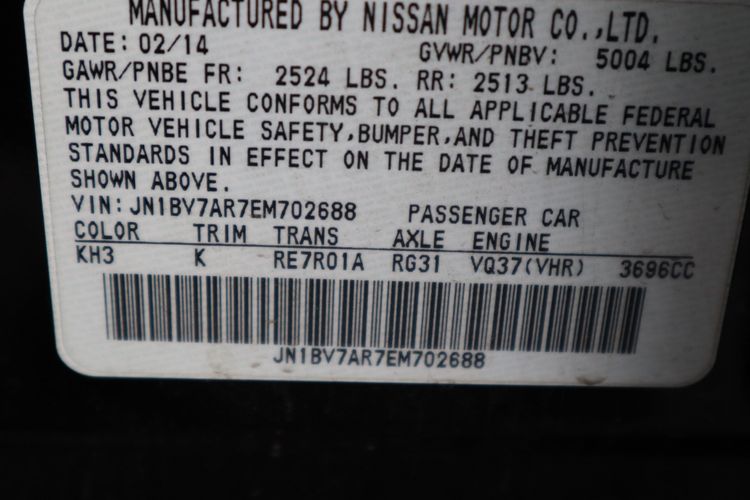 MANUFACTURED BY NISSAN MOTOR CO.,LTD.
DATE: 02/14 GVWR/PNBV: 5004 LBS.
GAWR/PNBE FR: 2524 LBS. RR: 2513 LBS.
THIS VEHICLE CONFORMS TO ALL APPLICABLE FEDERAL
MOTOR VEHICLE SAFETY,BUMPER,AND THEFT PREVENTION
STANDARDS IN EFFECT ON THE DATE OF MANUFACTURE
SHOWN ABOVE.
VIN: JN1BV7AR7EM702688 PASSENGER CAR
COLOR TRIM TRANS AXLE ENGINE
KH3 K RE7R01A RG31 VQ37(VHR) 3696CC
JN1BV7AR7EM702688